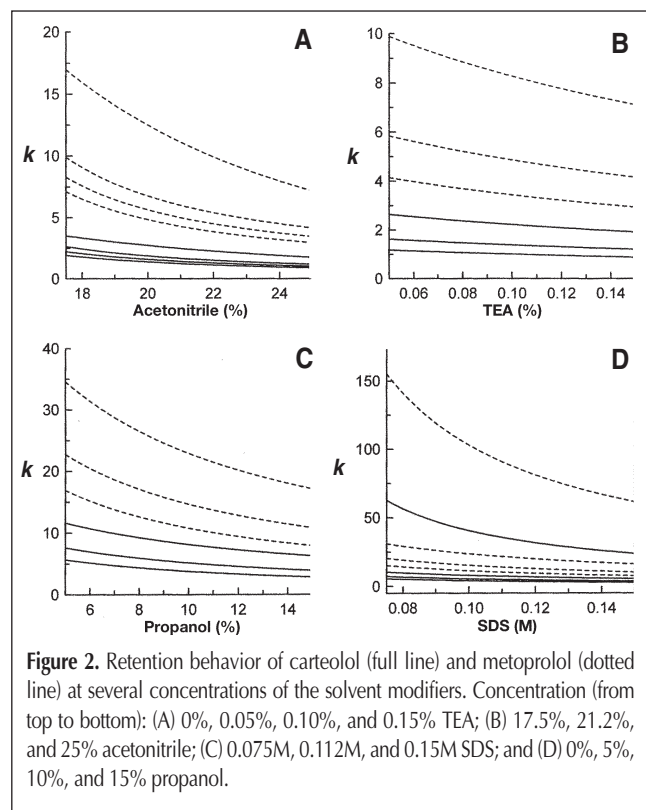 A
20
15
10
5
0
k
18 20 22 24
Acetonitrile (%)
B
10
8
6
4
2
0
k
0.06 0.08 0.10 0.12 0.14
TEA (%)
C
40
30
20
10
0
k
6 8 10 12 14
Propanol (%)
D
150
100
50
0
k
0.08 0.10 0.12 0.14
SDS (M)
Figure 2. Retention behavior of carteolol (full line) and metoprolol (dotted
line) at several concentrations of the solvent modifiers. Concentration (from
top to bottom): (A) 0%, 0.05%, 0.10%, and 0.15% TEA; (B) 17.5%, 21.2%,
and 25% acetonitrile; (C) 0.075M, 0.112M, and 0.15M SDS; and (D) 0%, 5%,
10%, and 15% propanol.